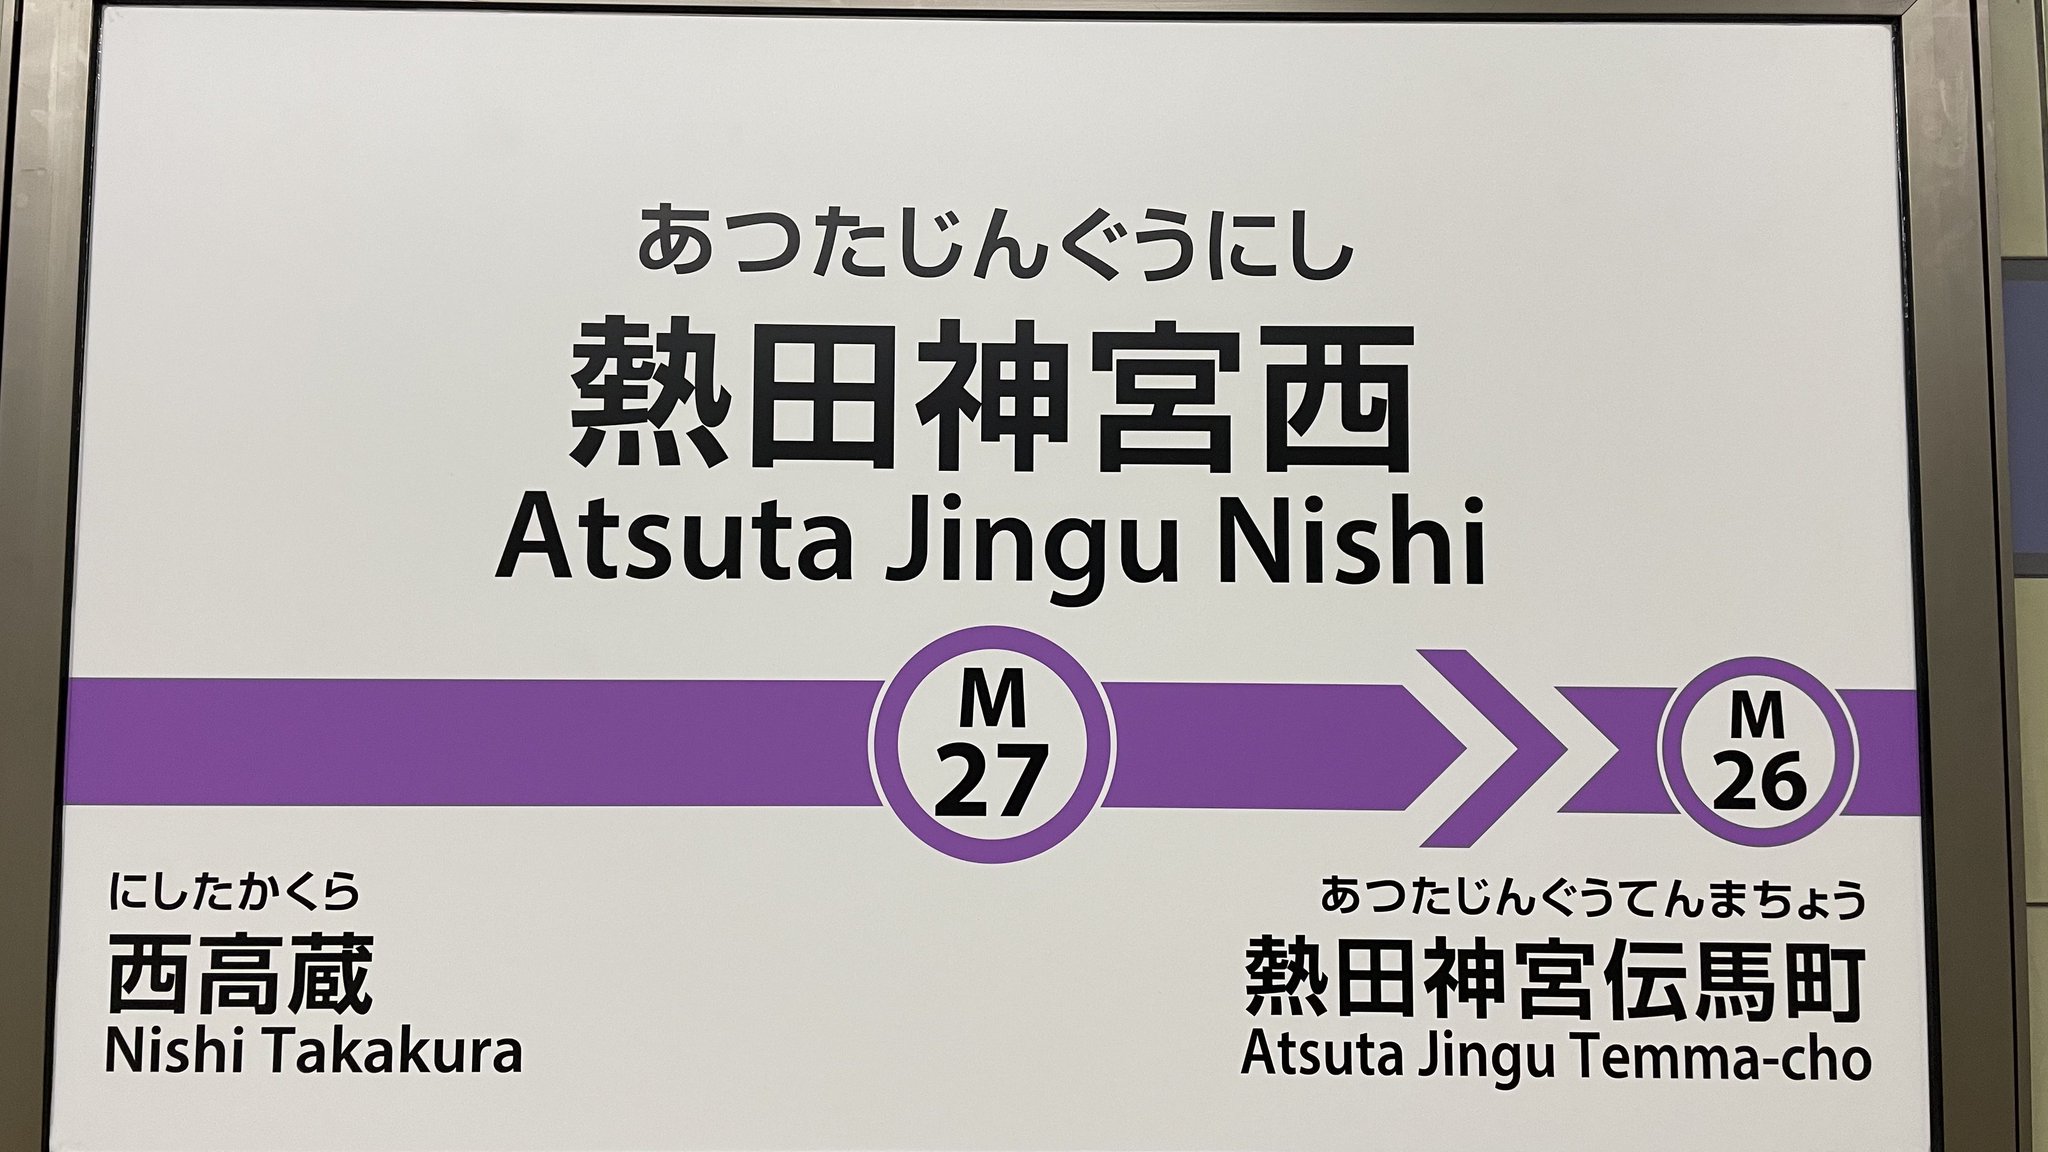 あつたじんぐうにし
熱田神宮西
Atsuta Jingu Nishi
M
27
M
26
にしたかくら
西高蔵
Nishi Takakura
あつたじんぐうてんまちょう
熱田神宮伝馬町
Atsuta Jingu Temma-cho